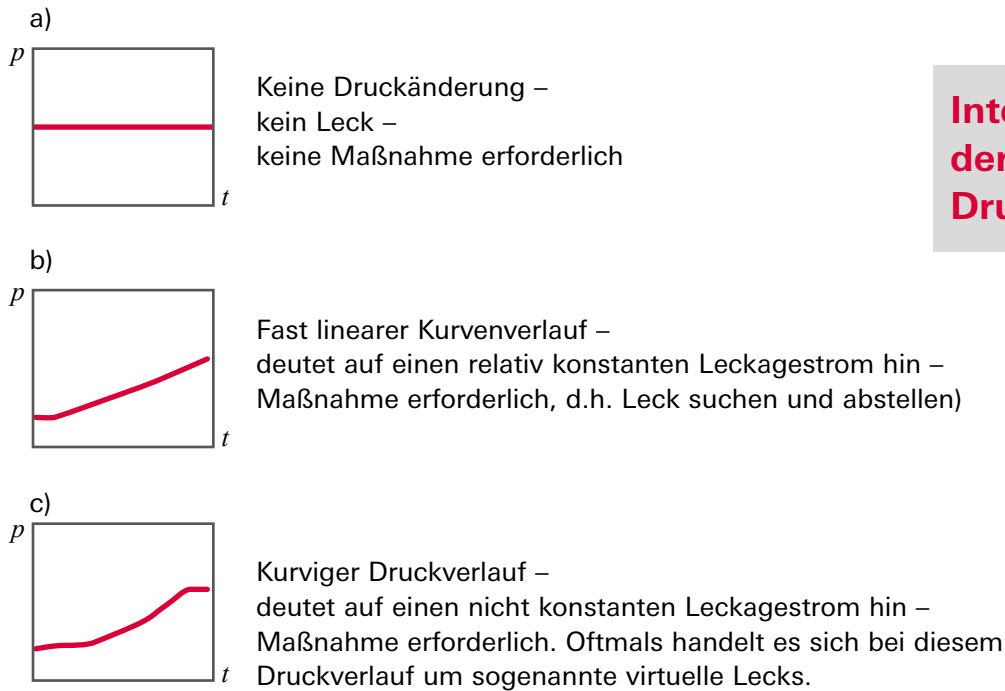 a)
p
t
Keine Druckänderung –
kein Leck –
keine Maßnahme erforderlich
b)
p
t
Fast linearer Kurvenverlauf –
deutet auf einen relativ konstanten Leckagestrom hin –
Maßnahme erforderlich, d.h. Leck suchen und abstellen)
c)
p
t
Kurviger Druckverlauf –
deutet auf einen nicht konstanten Leckagestrom hin –
Maßnahme erforderlich. Oftmals handelt es sich bei diesem
Druckverlauf um sogenannte virtuelle Lecks.